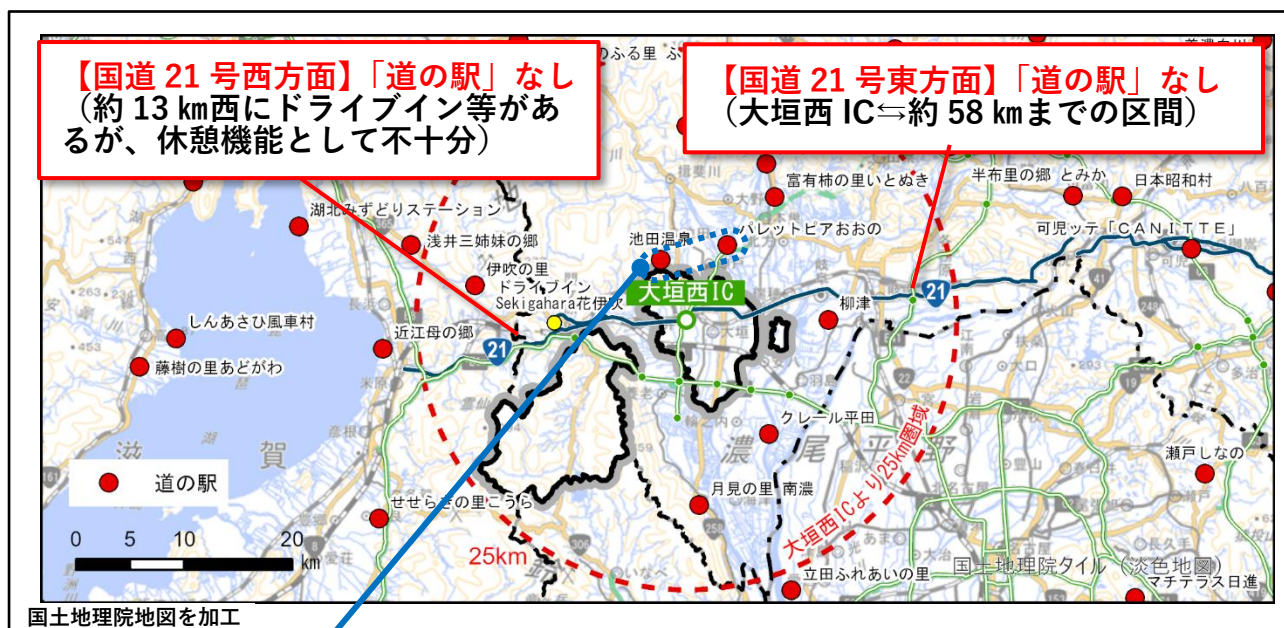 【国道 21 号西方面】「道の駅」なし
（約 13 ㎞西にドライブイン等があ
るが、休憩機能として不十分）
【国道 21 号東方面】「道の駅」なし
（大垣西 IC⇆約 58 ㎞までの区間）
富有柿の里いとぬき
半布里の郷 とみか
日本昭和村
湖北みずどりステーション
浅井三姉妹の郷
池田温泉
パレットピアおおの
可児ッテ「CANITTE」
伊吹の里
ドライブイン
Sekigahara花伊吹
大垣西IC
21
柳津
しんあさひ風車村
近江母の郷
21
藤樹の里あどがわ
クレール平田
滋 賀
濃 尾 平 野
瀬戸しなの
道の駅
月見の里 南濃
大垣西ICより25km圏域
せせらぎの里こうら
0 5 10 20
km
25km
立田ふれあいの里
国土地理院タイル（淡色地図）
マチテラス日進
国土地理院地図を加工